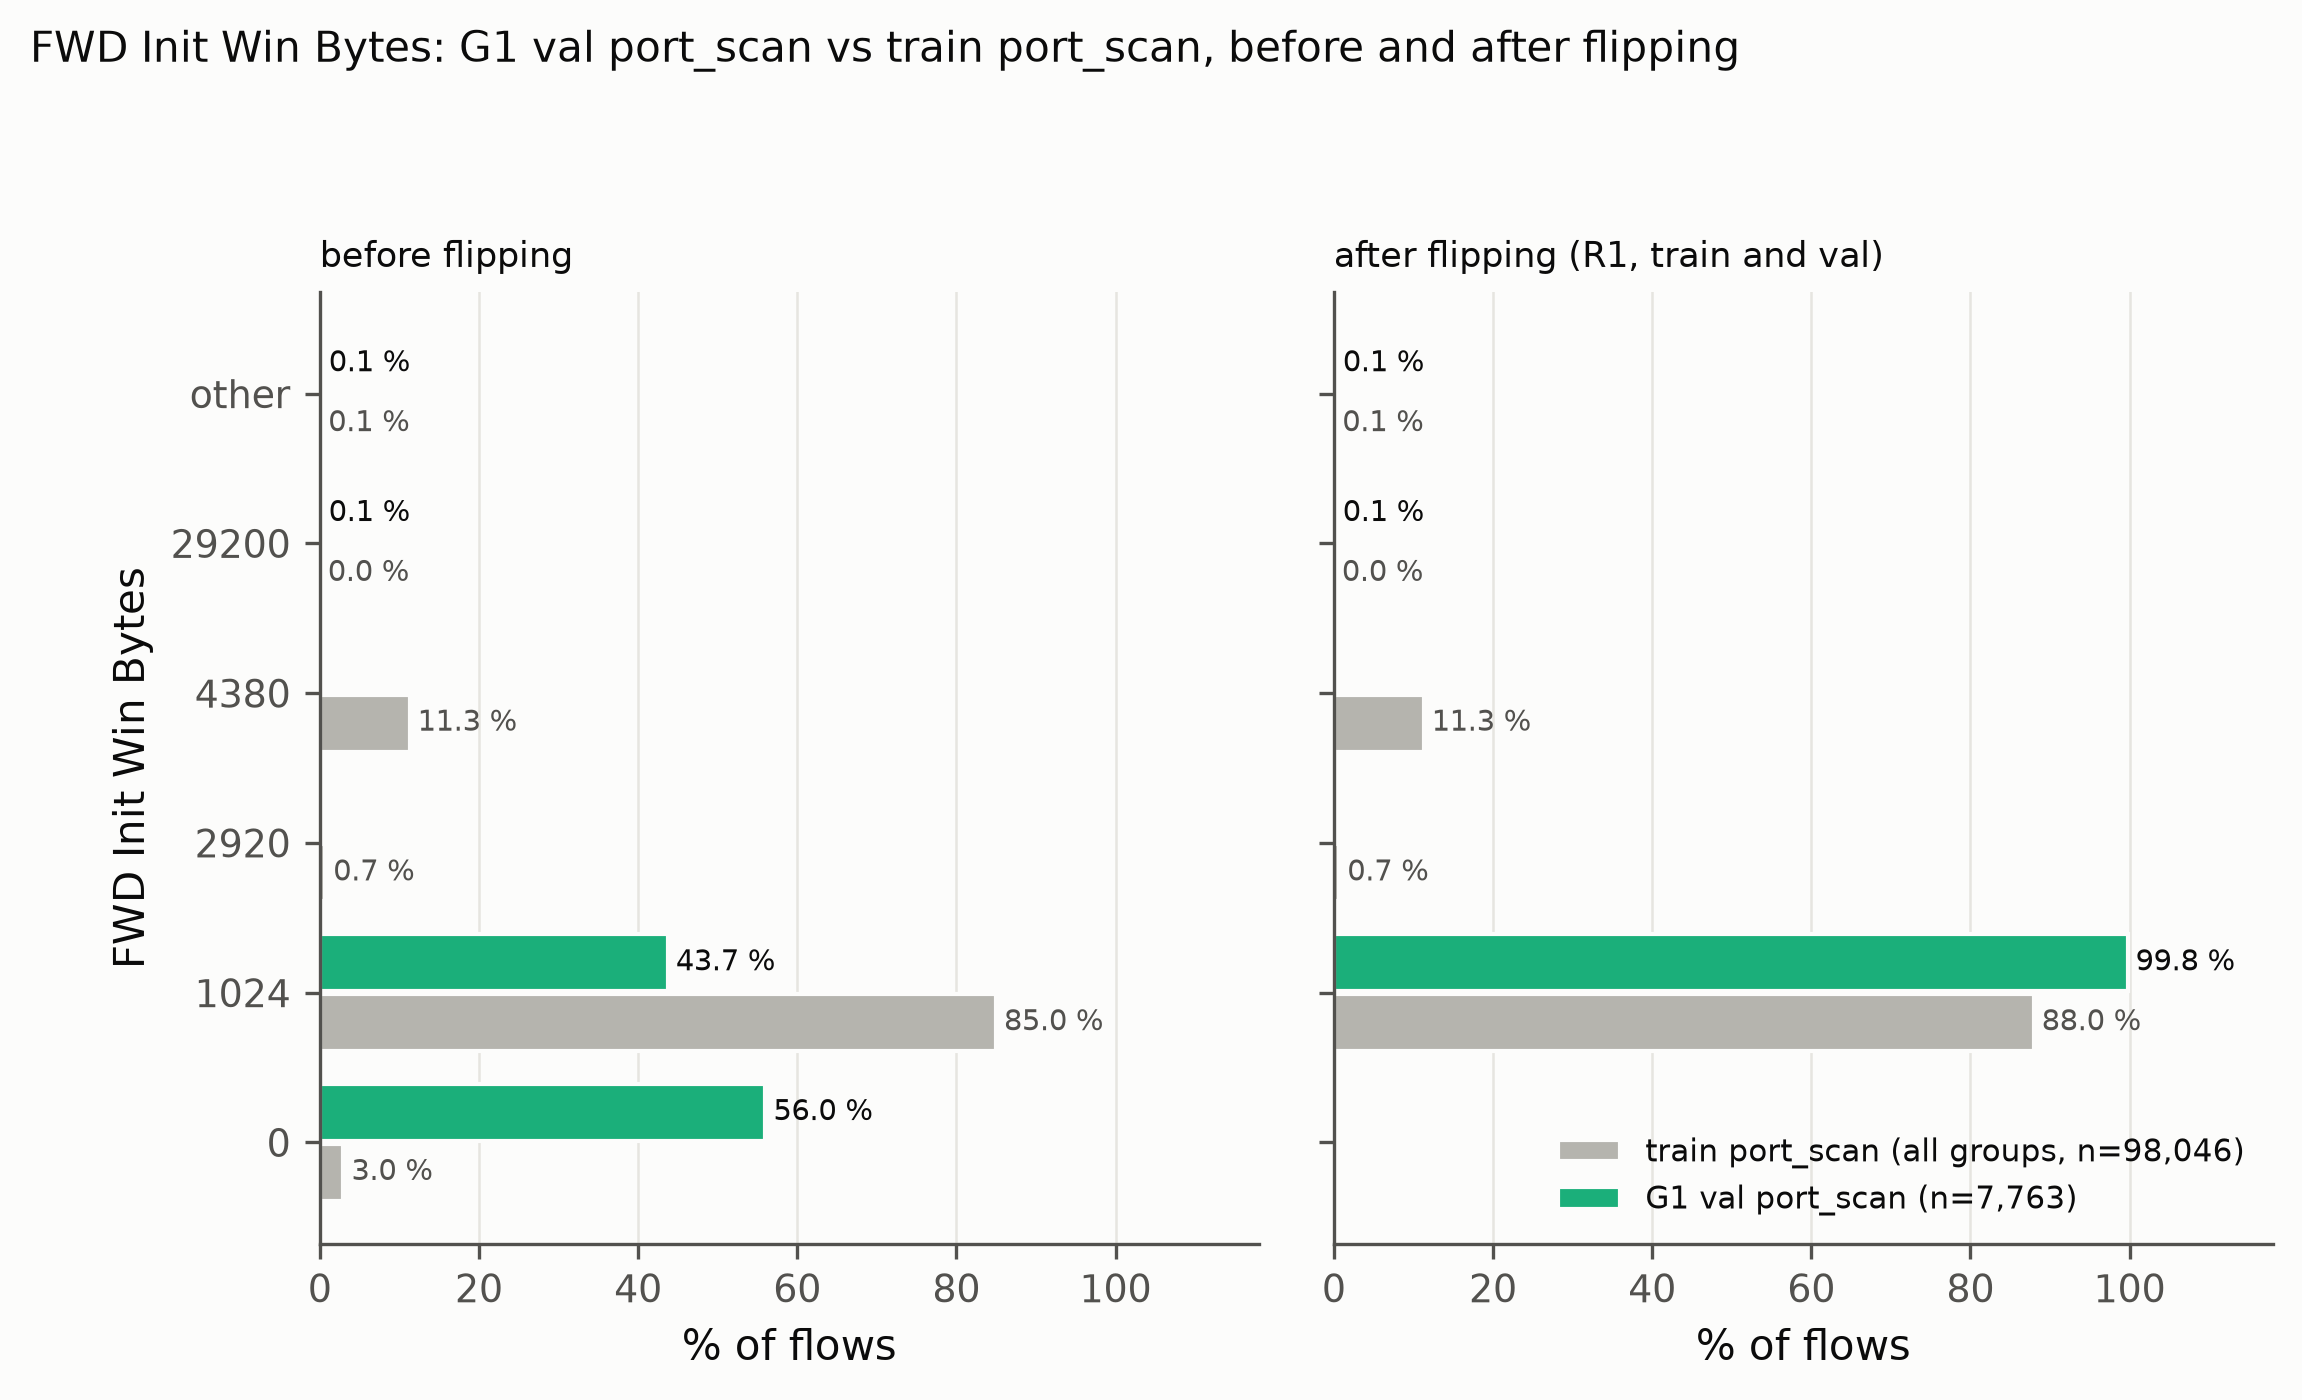 FWD Init Win Bytes: G1 val port_scan vs train port_scan, before and after flipping
before flipping
FWD Init Win Bytes
other
0.1 %
0.1 %
29200
0.1 %
0.0 %
4380
11.3 %
2920
0.7 %
1024
43.7 %
85.0 %
0
56.0 %
3.0 %
0 20 40 60 80 100
% of flows
after flipping (R1, train and val)
0.1 %
0.1 %
0.1 %
0.0 %
11.3 %
0.7 %
99.8 %
88.0 %
train port_scan (all groups, n=98,046)
G1 val port_scan (n=7,763)
0 20 40 60 80 100
% of flows